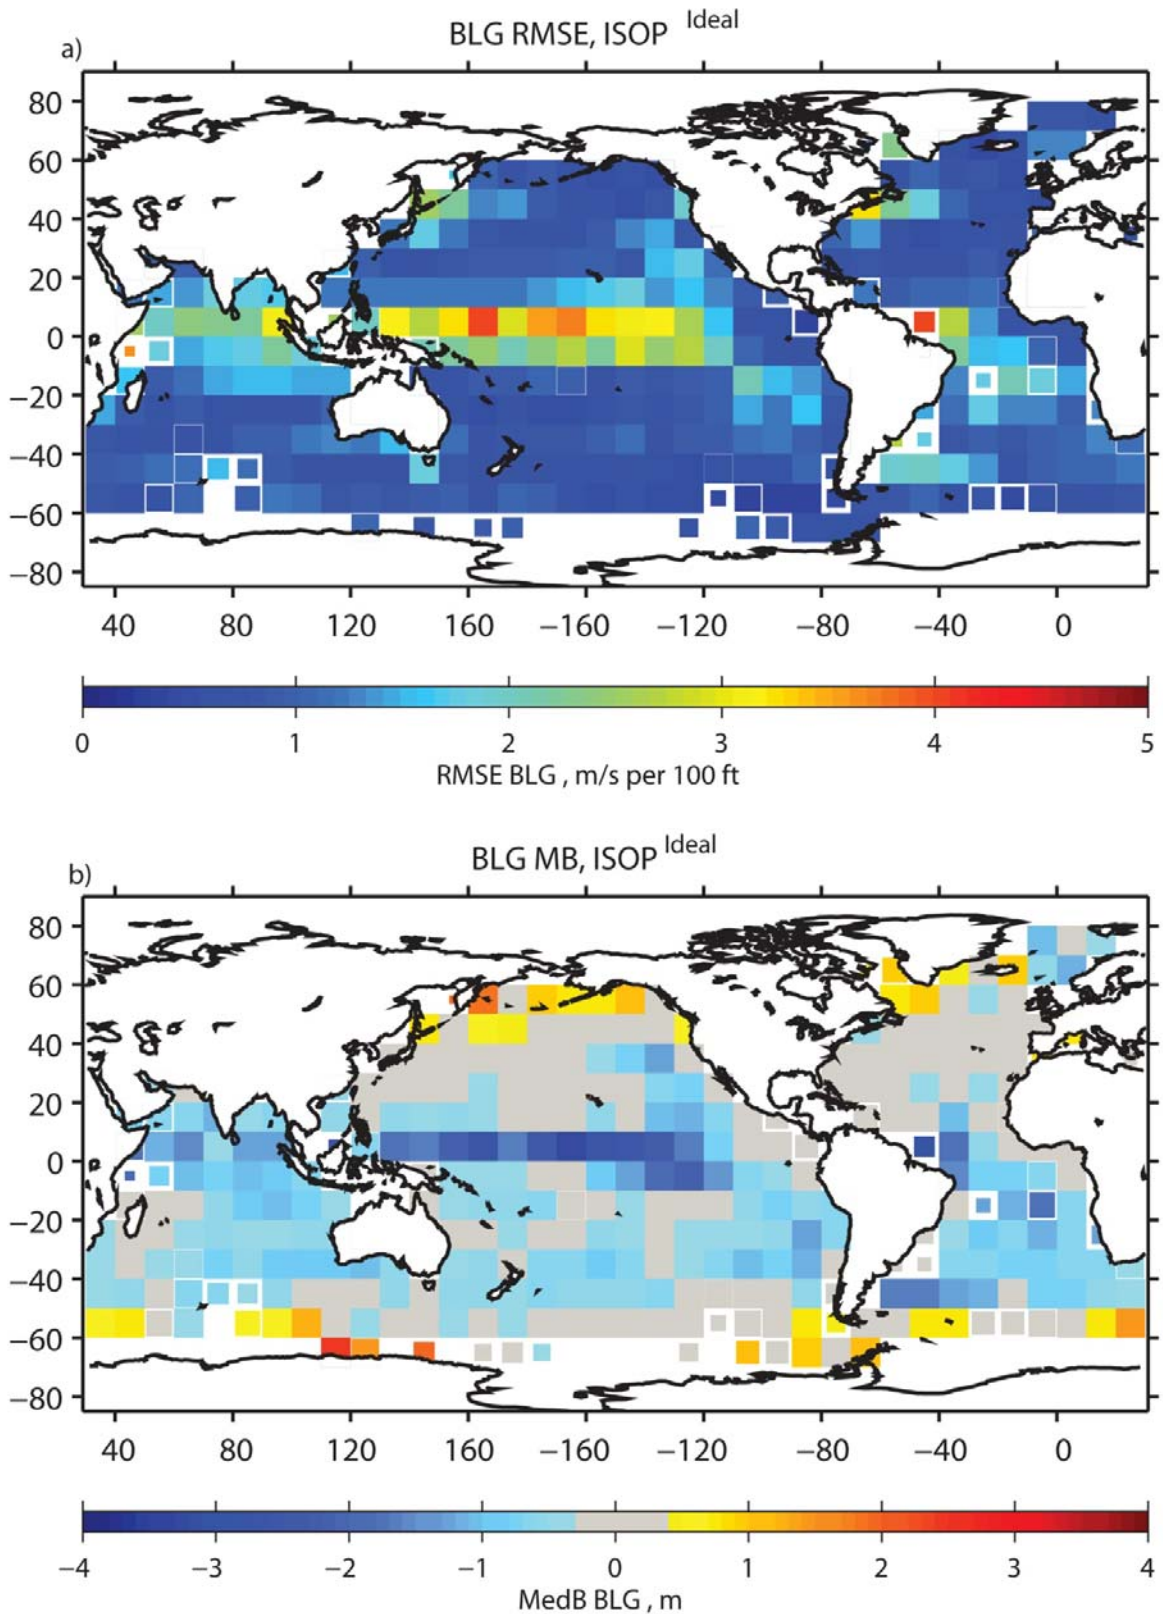 BLG RMSE, ISOP Ideal
a)
80
60
40
20
0
−20
−40
−60
−80
40 80 120 160 −160 −120 −80 −40 0
0 1 2 3 4 5
RMSE BLG , m/s per 100 ft
BLG MB, ISOP Ideal
b)
80
60
40
20
0
−20
−40
−60
−80
40 80 120 160 −160 −120 −80 −40 0
−4 −3 −2 −1 0 1 2 3 4
MedB BLG , m